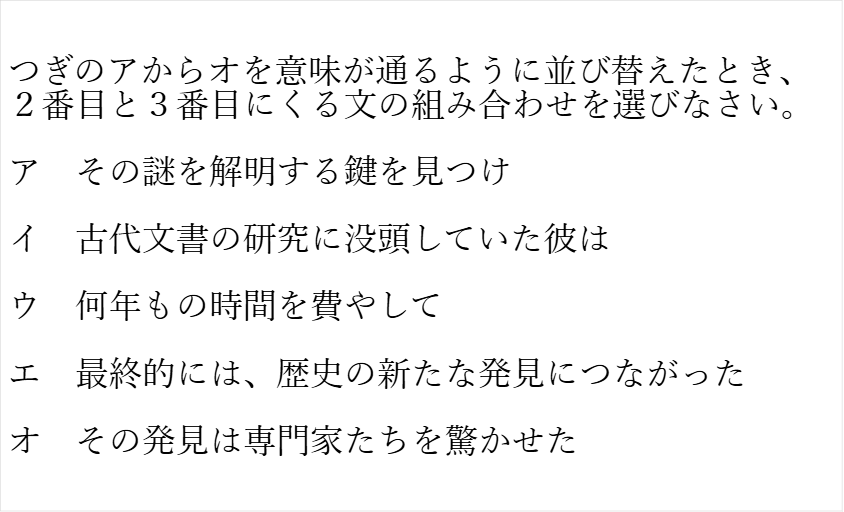 つぎのアからオを意味が通るように並び替えたとき、
２番目と３番目にくる文の組み合わせを選びなさい。
ア　その謎を解明する鍵を見つけ
イ　古代文書の研究に没頭していた彼は
ウ　何年もの時間を費やして
エ　最終的には、歴史の新たな発見につながった
オ　その発見は専門家たちを驚かせた